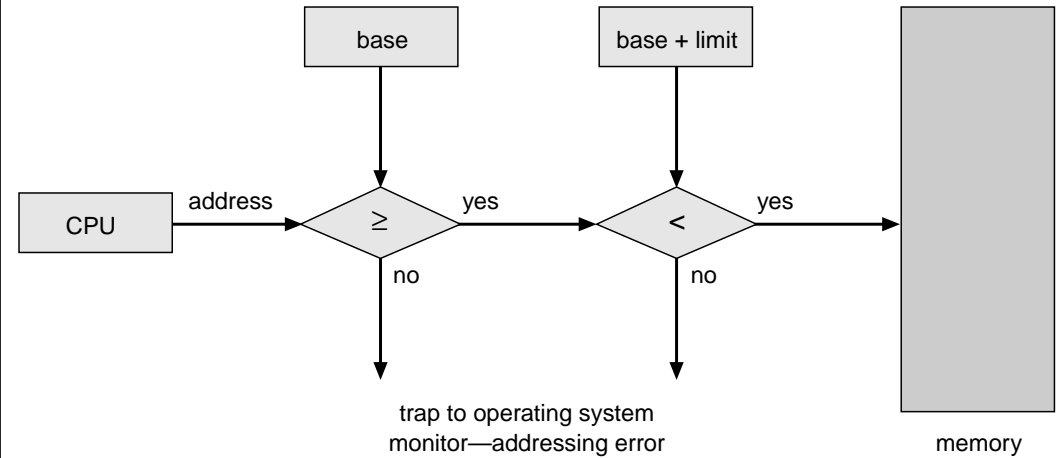 base
base + limit
address
yes
yes
CPU
≥
<
no
no
trap to operating system
monitor—addressing error
memory